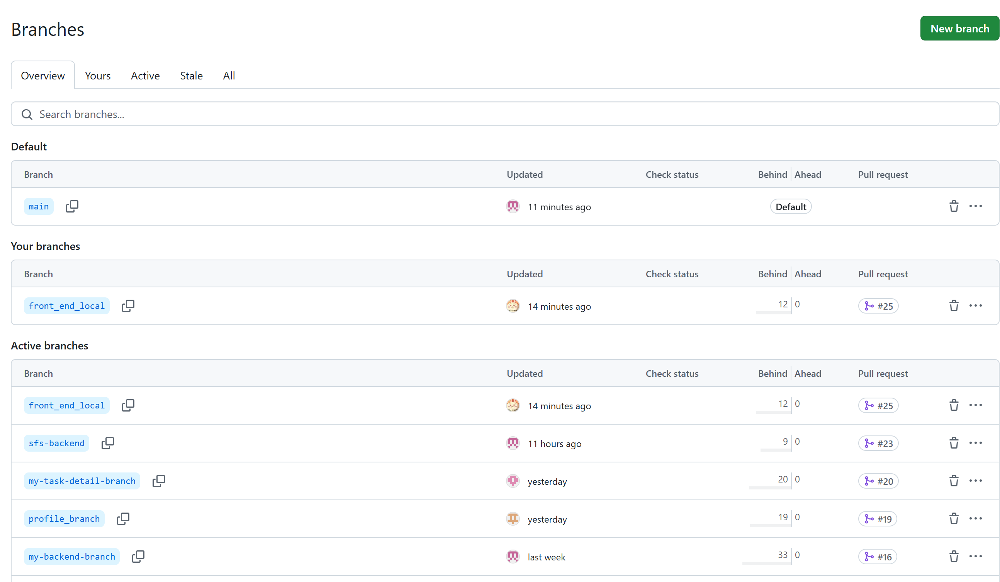 Branches
New branch
Overview Yours Active Stale All
Search branches...
Default
Branch Updated Check status Behind Ahead Pull request
main 11 minutes ago Default
Your branches
Branch Updated Check status Behind Ahead Pull request
front_end_local 14 minutes ago 12 0 #25
Active branches
Branch Updated Check status Behind Ahead Pull request
front_end_local 14 minutes ago 12 0 #25
sfs-backend 11 hours ago 9 0 #23
my-task-detail-branch yesterday 20 0 #20
profile_branch yesterday 19 0 #19
my-backend-branch last week 33 0 #16